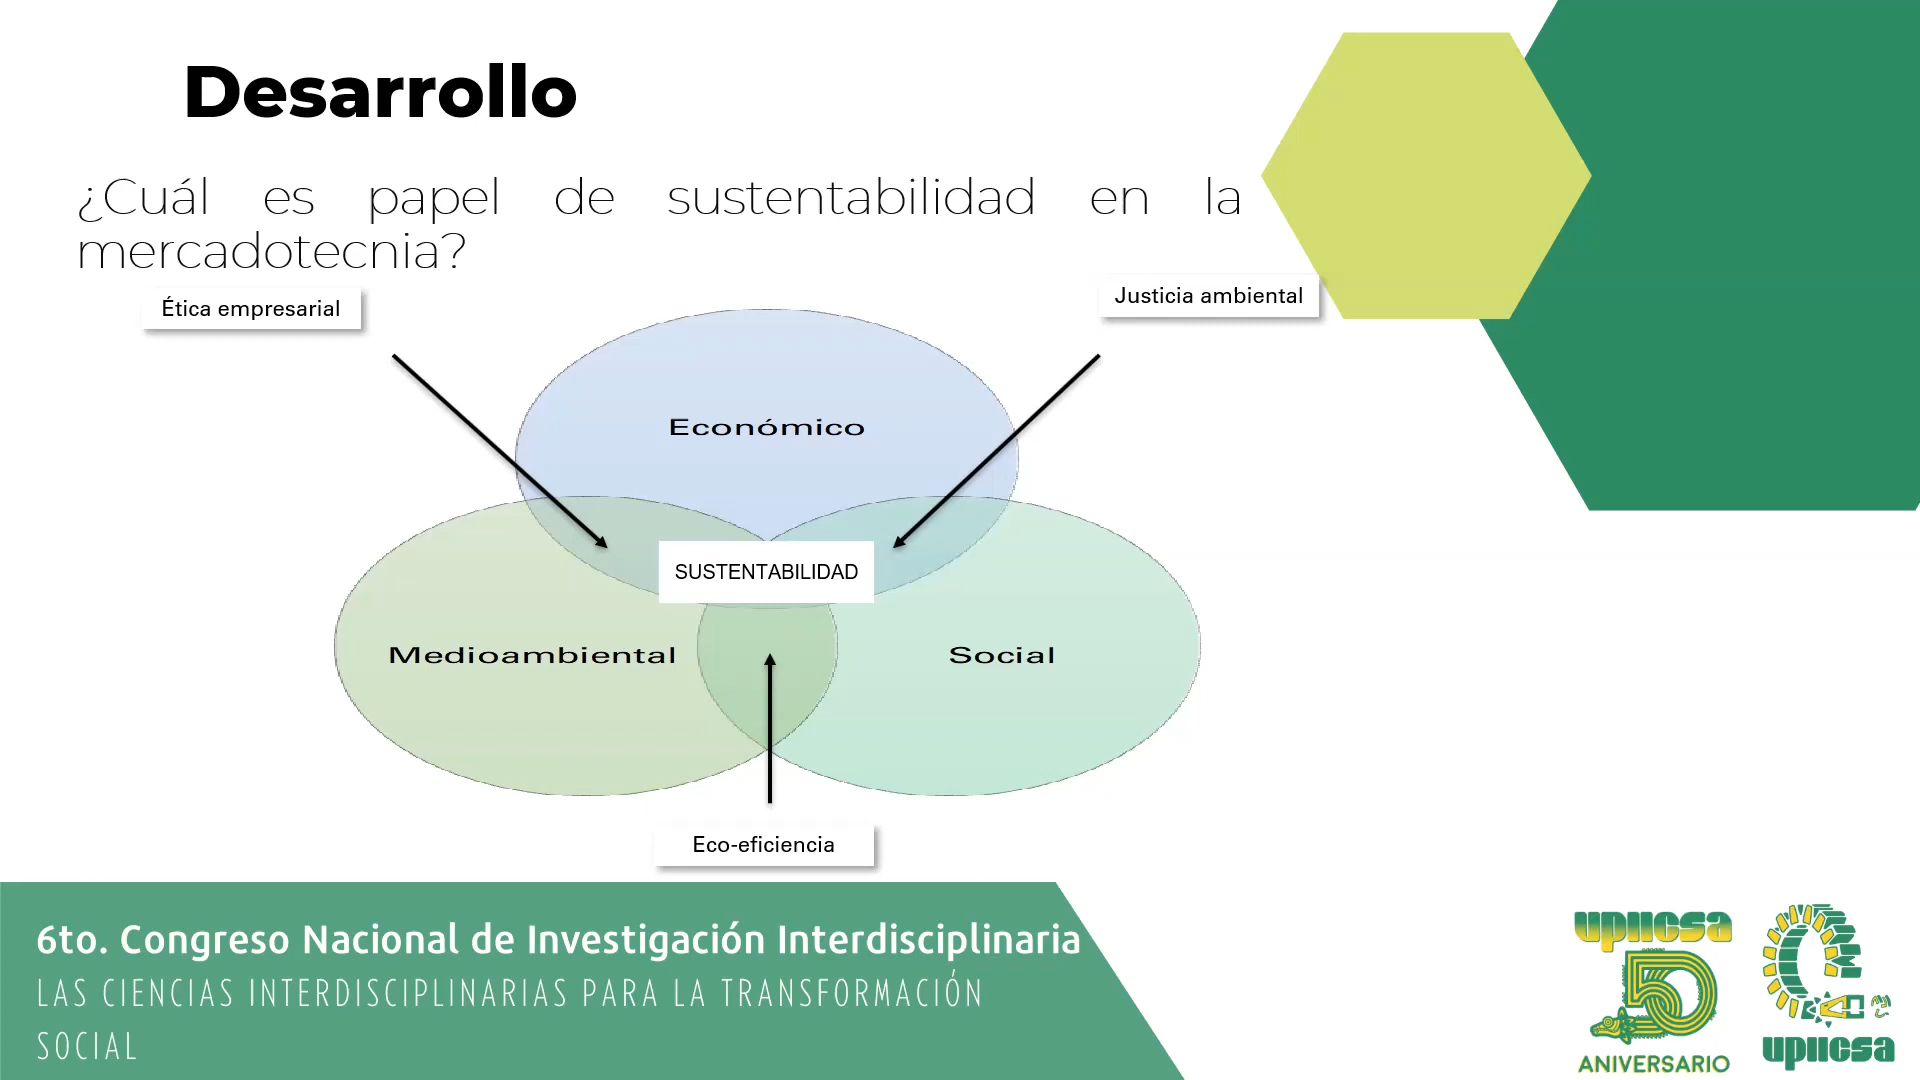 Desarrollo
¿Cuál es papel de sustentabilidad en la
mercadotecnia?
Ética empresarial
Justicia ambiental
Económico
SUSTENTABILIDAD
Medioambiental
Social
Eco-eficiencia
6to. Congreso Nacional de Investigación Interdisciplinaria
LAS CIENCIAS INTERDISCIPLINARIAS PARA LA TRANSFORMACIÓN
SOCIAL
upiicsa
50
ANIVERSARIO
upiicsa